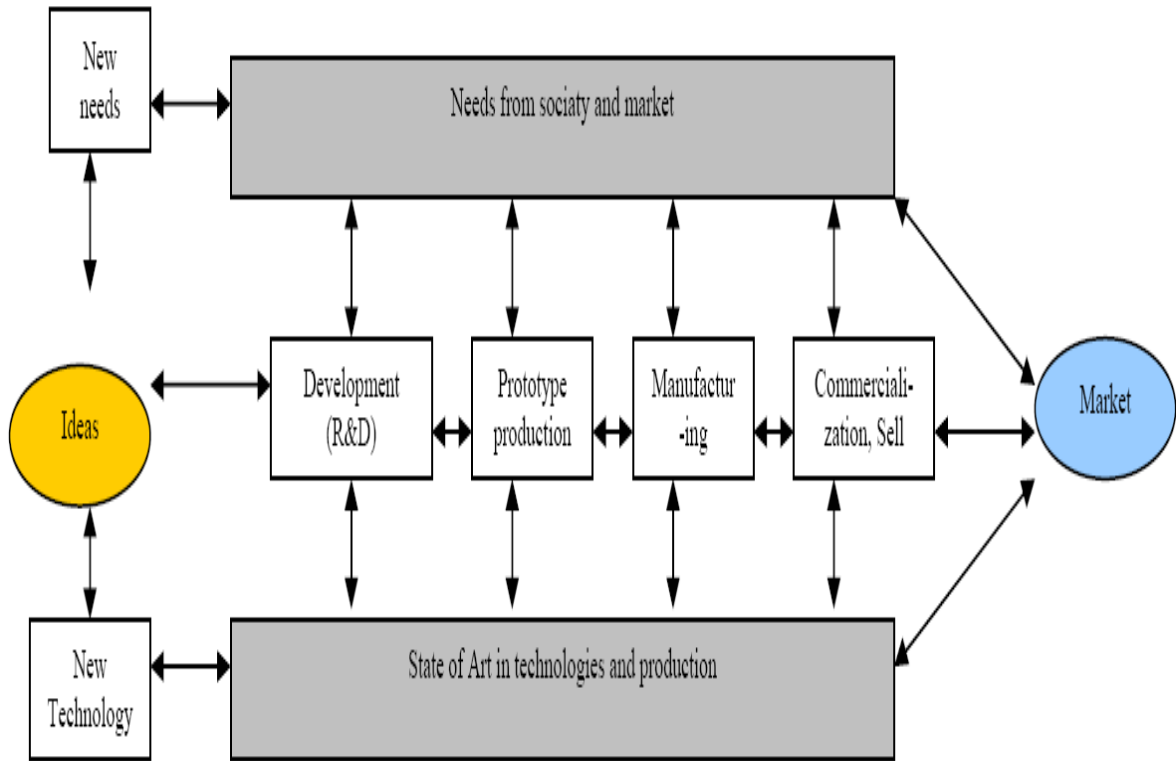 New
needs
Needs from sociaty and market
Ideas
Development
(R&D)
Prototype
production
Manufactur
-ing
Commerciali-
zation, Sell
Market
New
Technology
State of Art in technologies and production